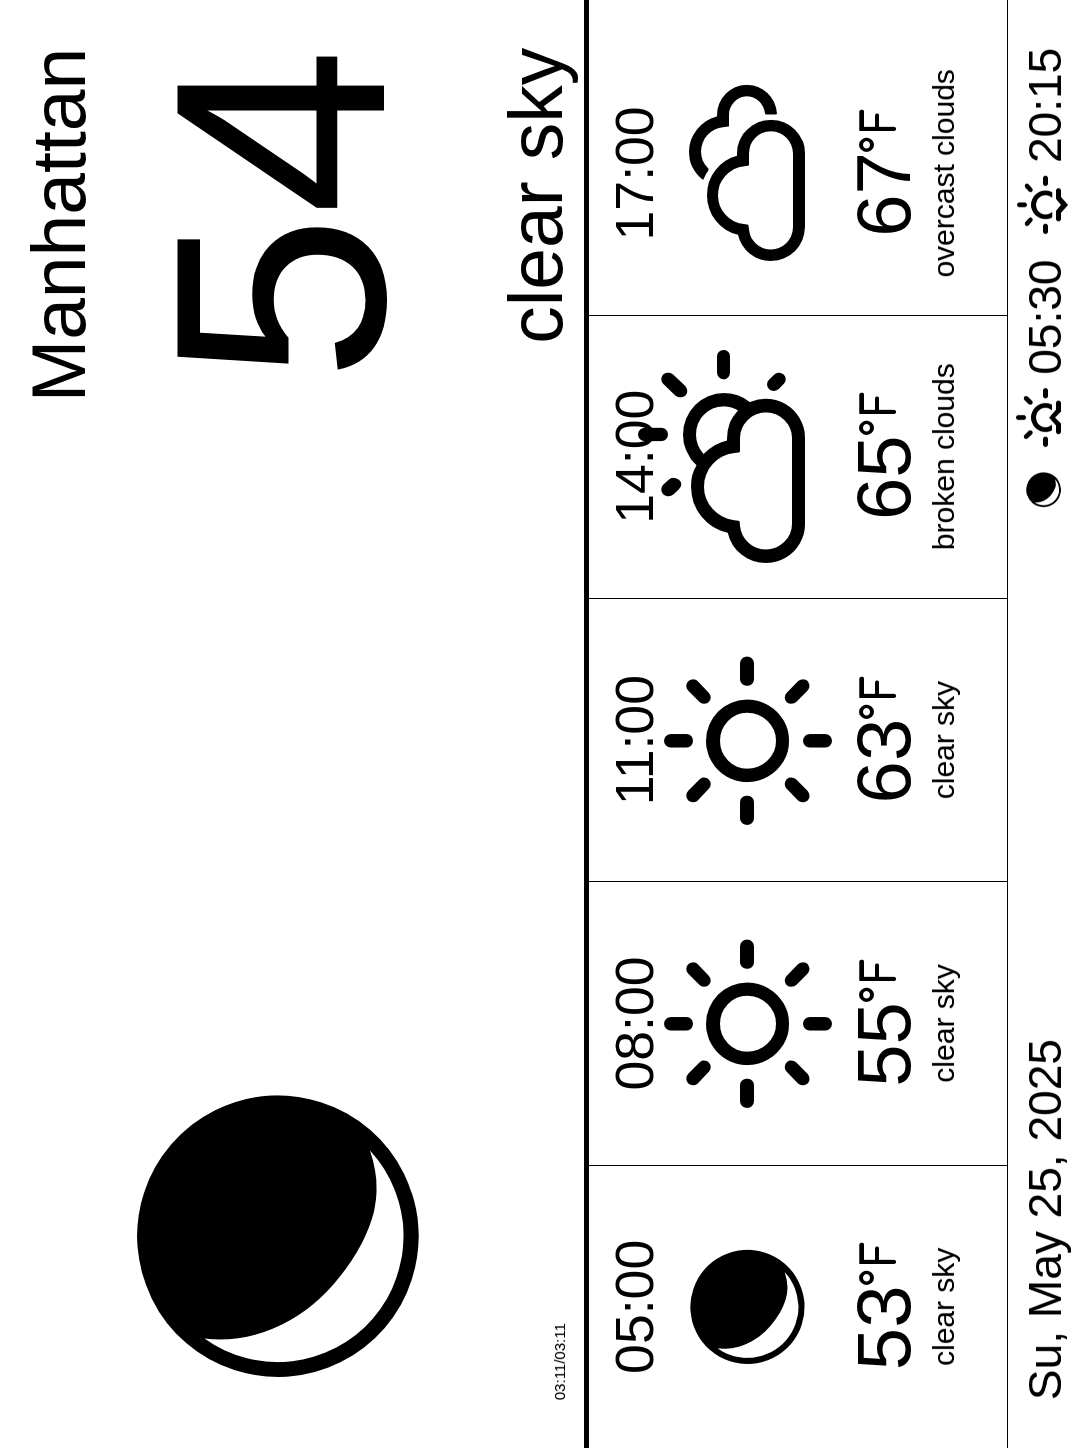 Manhattan
54
clear sky
03:11/03:11
05:00 08:00 11:00 14:00 17:00
53°F 55°F 63°F 65°F 67°F
clear sky clear sky clear sky broken clouds overcast clouds
Su, May 25, 2025 05:30 20:15